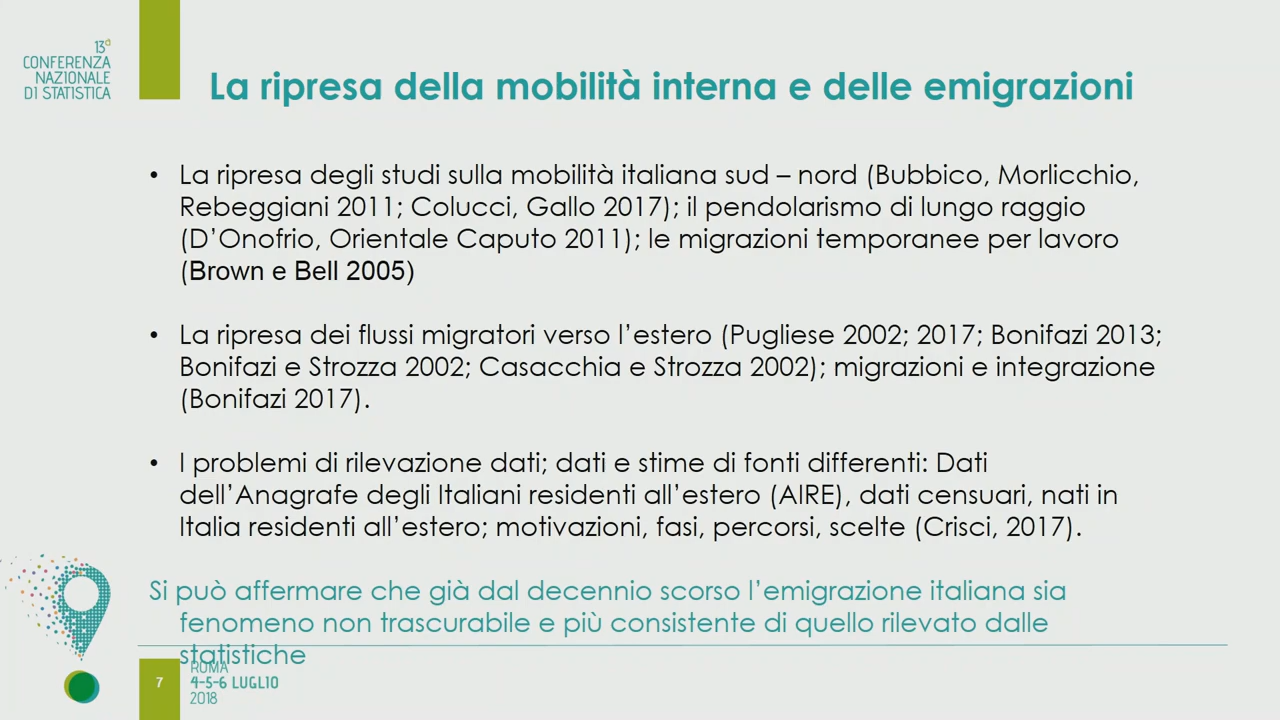 13ª
CONFERENZA
NAZIONALE
DI STATISTICA
La ripresa della mobilità interna e delle emigrazioni
• La ripresa degli studi sulla mobilità italiana sud – nord (Bubbico, Morlicchio,
Rebeggiani 2011; Colucci, Gallo 2017); il pendolarismo di lungo raggio
(D’Onofrio, Orientale Caputo 2011); le migrazioni temporanee per lavoro
(Brown e Bell 2005)
• La ripresa dei flussi migratori verso l’estero (Pugliese 2002; 2017; Bonifazi 2013;
Bonifazi e Strozza 2002; Casacchia e Strozza 2002); migrazioni e integrazione
(Bonifazi 2017).
• I problemi di rilevazione dati; dati e stime di fonti differenti: Dati
dell’Anagrafe degli Italiani residenti all’estero (AIRE), dati censuari, nati in
Italia residenti all’estero; motivazioni, fasi, percorsi, scelte (Crisci, 2017).
Si può affermare che già dal decennio scorso l’emigrazione italiana sia
fenomeno non trascurabile e più consistente di quello rilevato dalle
statistiche
7
ROMA
4-5-6 LUGLIO
2018